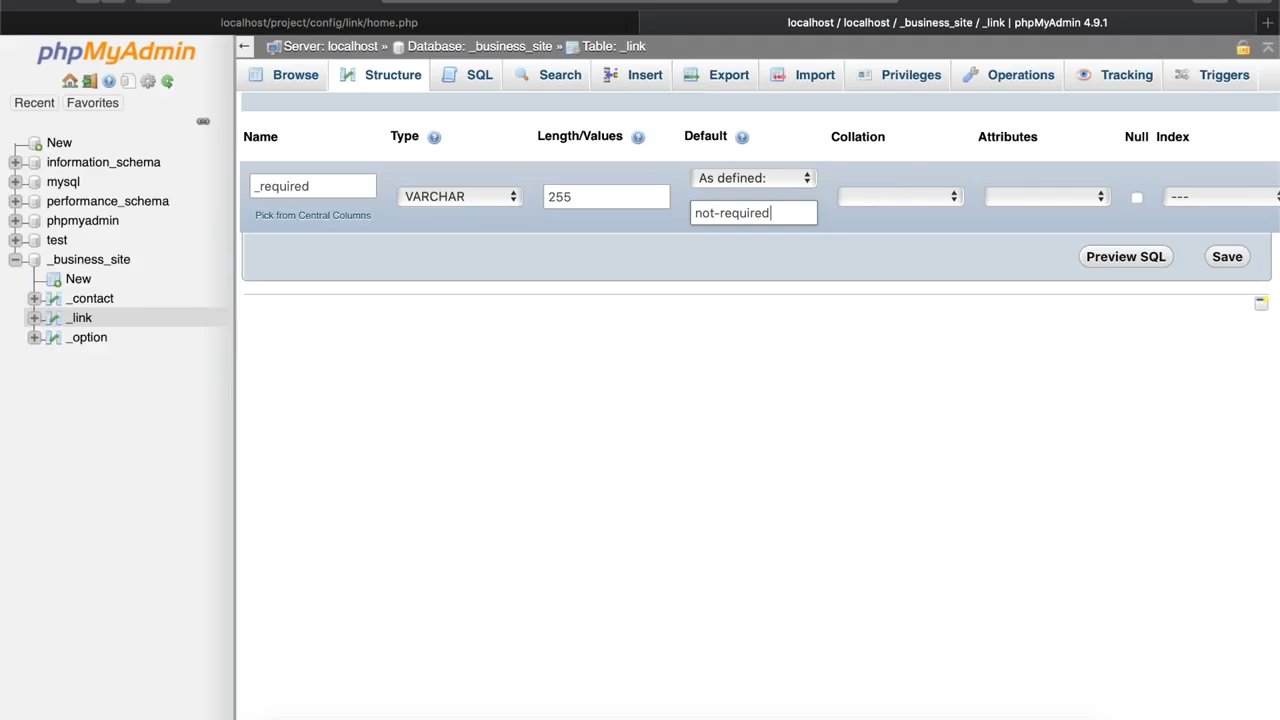 localhost/project/config/link/home.php
localhost / localhost / _business_site / _link | phpMyAdmin 4.9.1
phpMyAdmin
Recent Favorites
New
information_schema
mysql
performance_schema
phpmyadmin
test
_business_site
New
_contact
_link
_option
Server: localhost » Database: _business_site » Table: _link
Browse Structure SQL Search Insert Export Import Privileges Operations Tracking Triggers
Name Type Length/Values Default Collation Attributes Null Index
_required VARCHAR 255 As defined: ---
not-required
Pick from Central Columns
Preview SQL Save